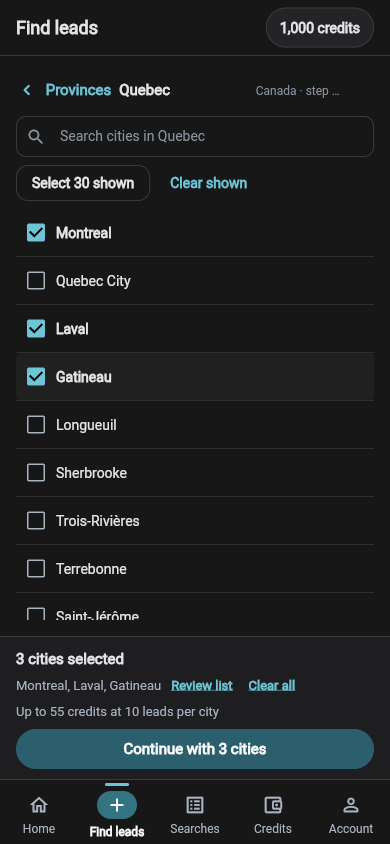 Find leads
1,000 credits
Provinces Quebec
Canada · step ...
Search cities in Quebec
Select 30 shown
Clear shown
Montreal
Quebec City
Laval
Gatineau
Longueuil
Sherbrooke
Trois-Rivières
Terrebonne
Saint-Jérôme
3 cities selected
Montreal, Laval, Gatineau Review list Clear all
Up to 55 credits at 10 leads per city
Continue with 3 cities
Home
Find leads
Searches
Credits
Account